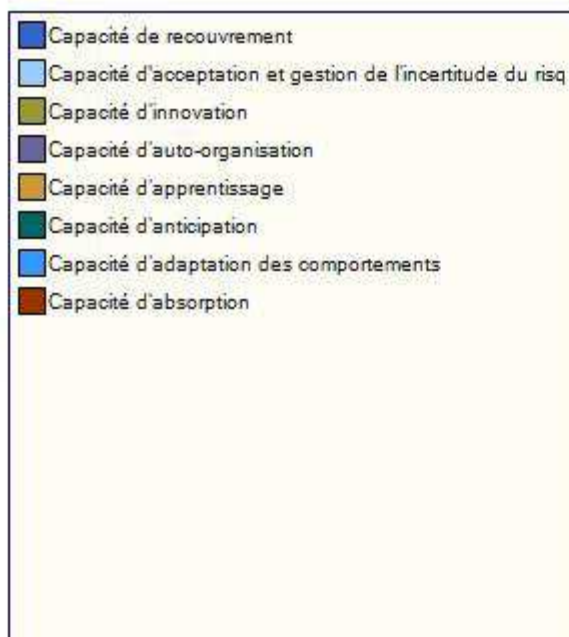 Capacité de recouvrement
Capacité d'acceptation et gestion de l'incertitude du risq
Capacité d'innovation
Capacité d'auto-organisation
Capacité d'apprentissage
Capacité d'anticipation
Capacité d'adaptation des comportements
Capacité d'absorption